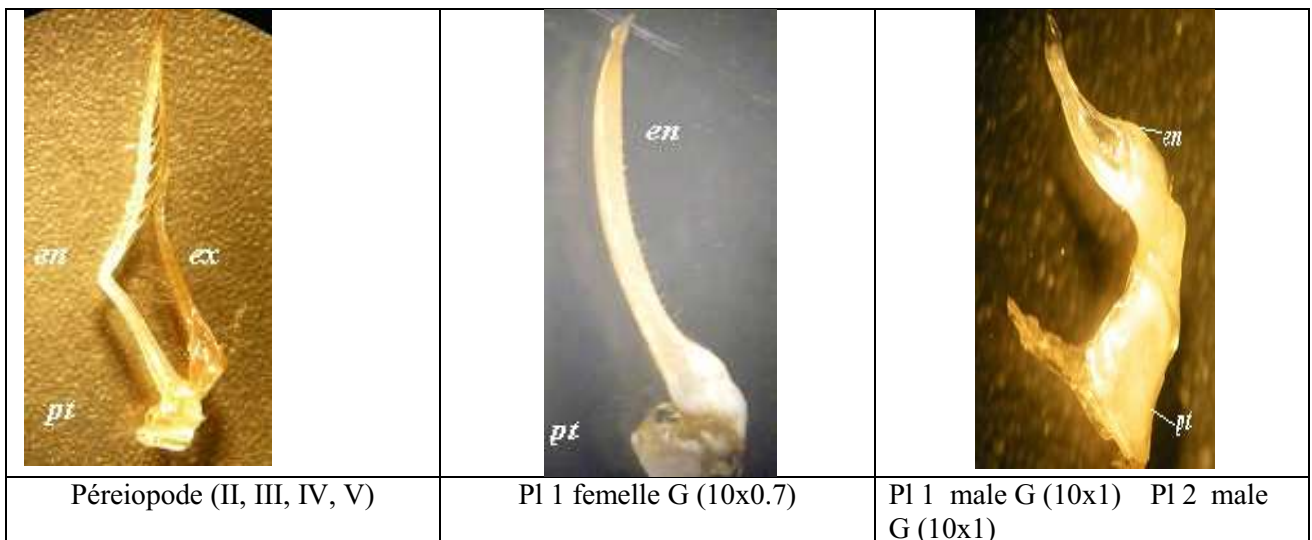 en
ex
pt
en
pt
en
pt
Péreiopode (II, III, IV, V)
Pl 1 femelle G (10x0.7)
Pl 1 male G (10x1) Pl 2 male
G (10x1)